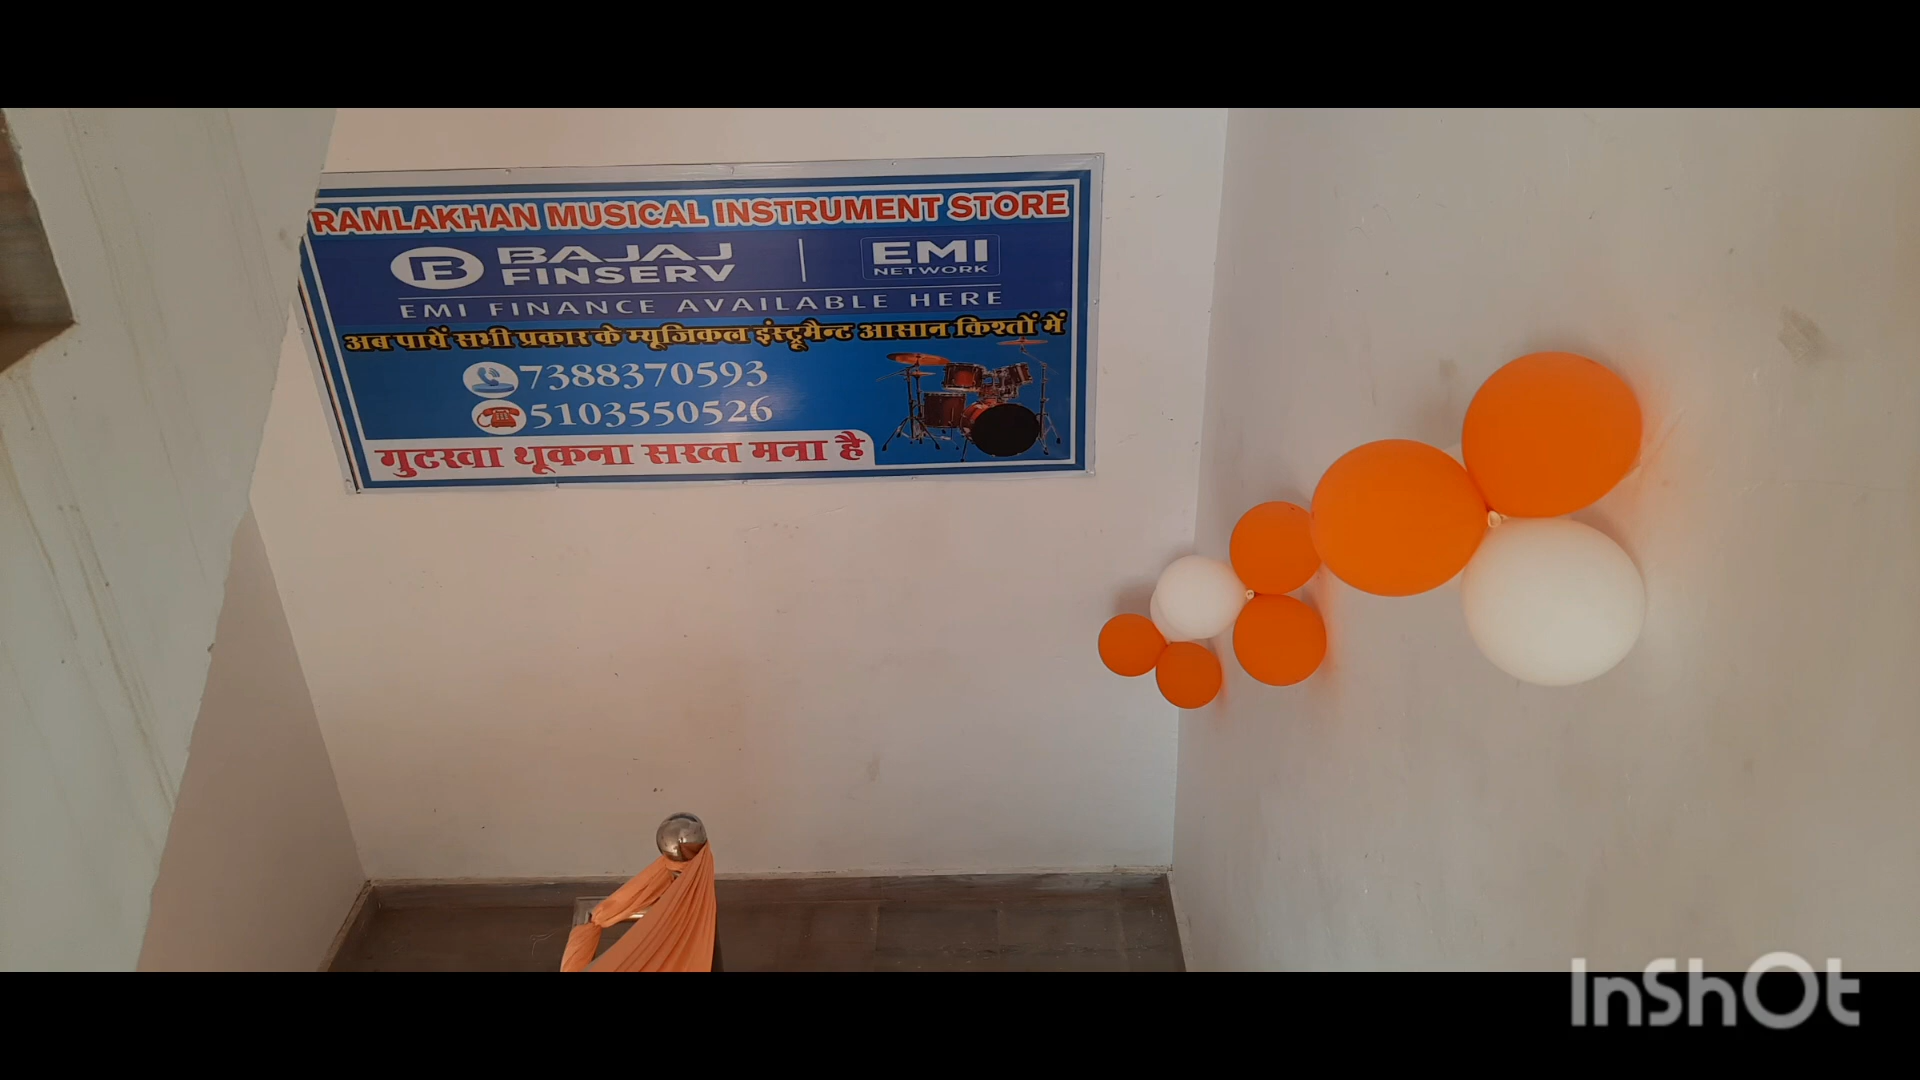 RAMLAKHAN MUSICAL INSTRUMENT STORE
BAJAJ FINSERV | EMI NETWORK
EMI FINANCE AVAILABLE HERE
अब पायें सभी प्रकार के म्यूजिकल इंस्ट्रूमैन्ट आसान किश्तों में
7388370593
5103550526
गुटखा थूकना सख्त मना है
InShOt